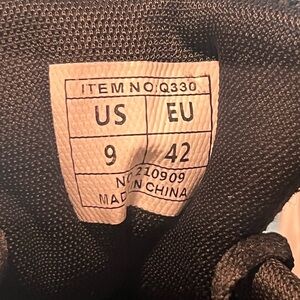 ITEM NO:Q330
US EU
9 42
NO:210909
MADE IN CHINA